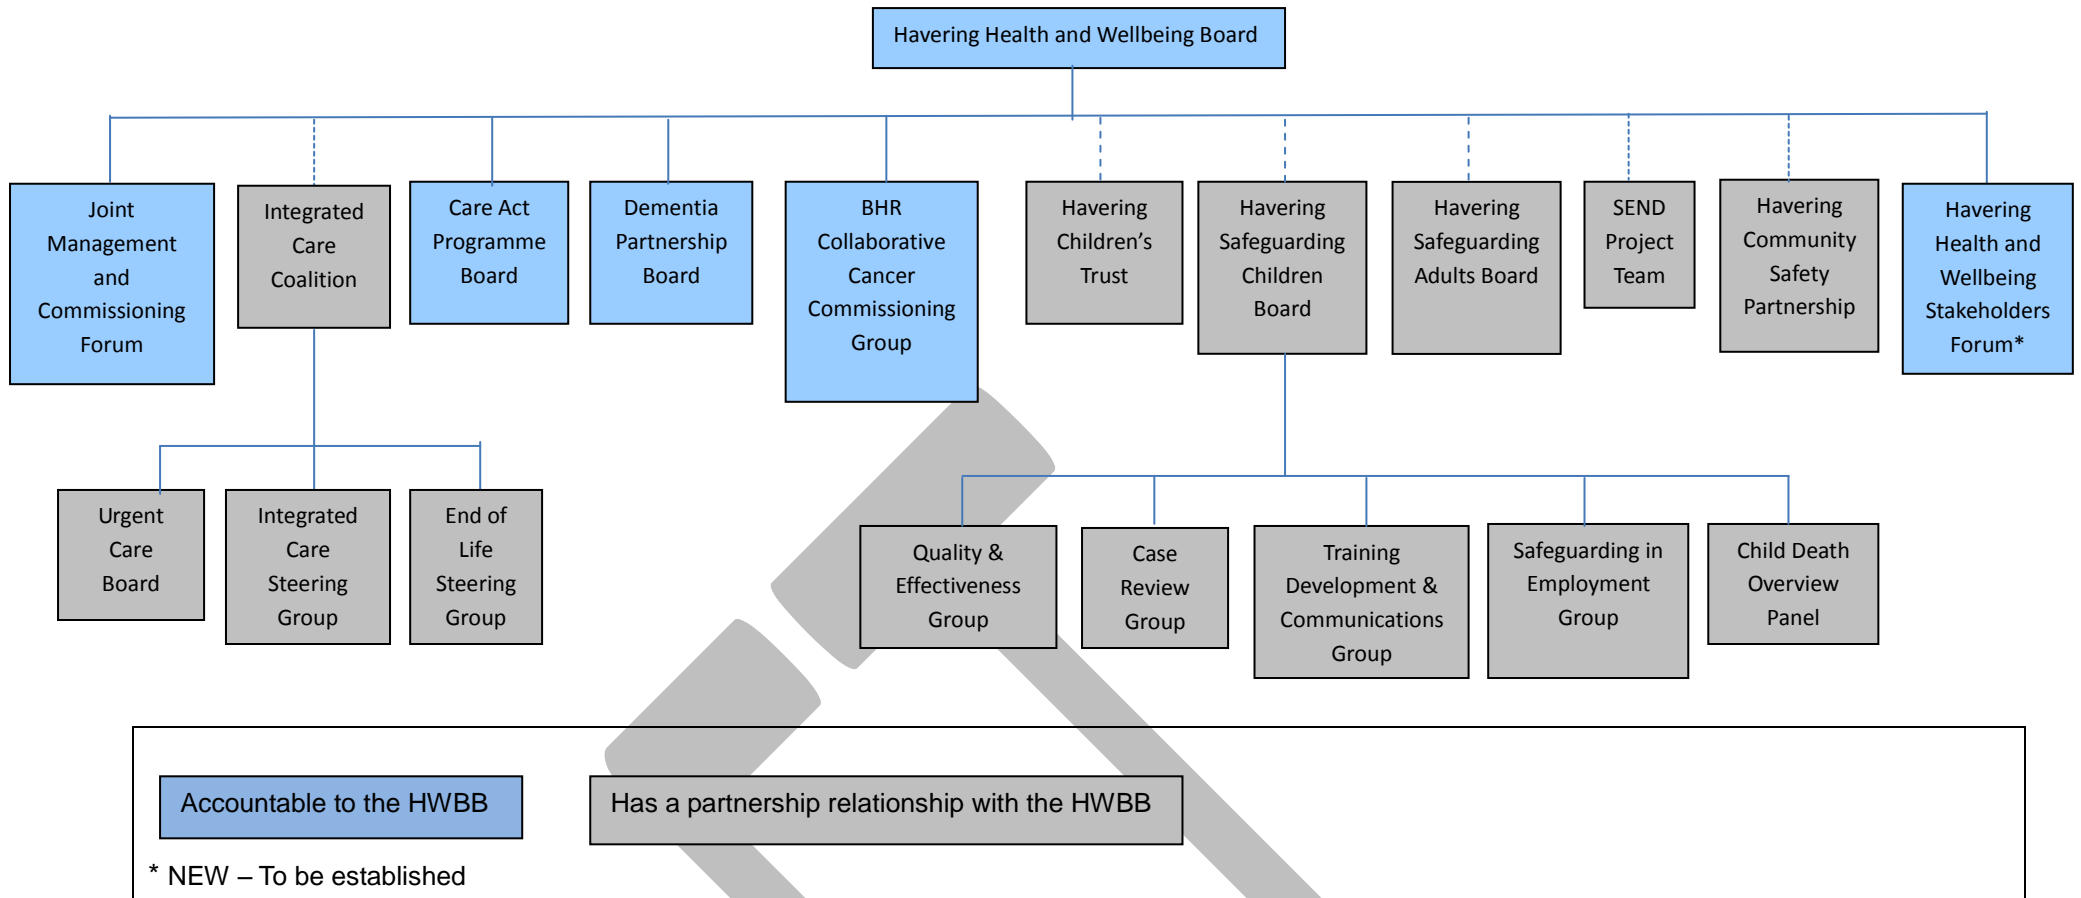 Havering Health and Wellbeing Board
Joint
Management
and
Commissioning
Forum
Integrated
Care
Coalition
Care Act
Programme
Board
Dementia
Partnership
Board
BHR
Collaborative
Cancer
Commissioning
Group
Havering
Children’s
Trust
Havering
Safeguarding
Children
Board
Havering
Safeguarding
Adults Board
SEND
Project
Team
Havering
Community
Safety
Partnership
Havering
Health and
Wellbeing
Stakeholders
Forum*
Urgent
Care
Board
Integrated
Care
Steering
Group
End of
Life
Steering
Group
Quality &
Effectiveness
Group
Case
Review
Group
Training
Development &
Communications
Group
Safeguarding in
Employment
Group
Child Death
Overview
Panel
Accountable to the HWBB
Has a partnership relationship with the HWBB
* NEW – To be established